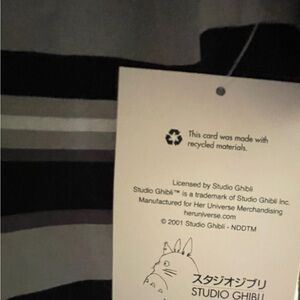 This card was made with
recycled materials.
Licensed by Studio Ghibli
Studio Ghibli™ is a trademark of Studio Ghibli Inc.
Manufactured for Her Universe Merchandising
heruniverse.com
© 2001 Studio Ghibli - NDDTM
スタジオジブリ
STUDIO GHIBLI